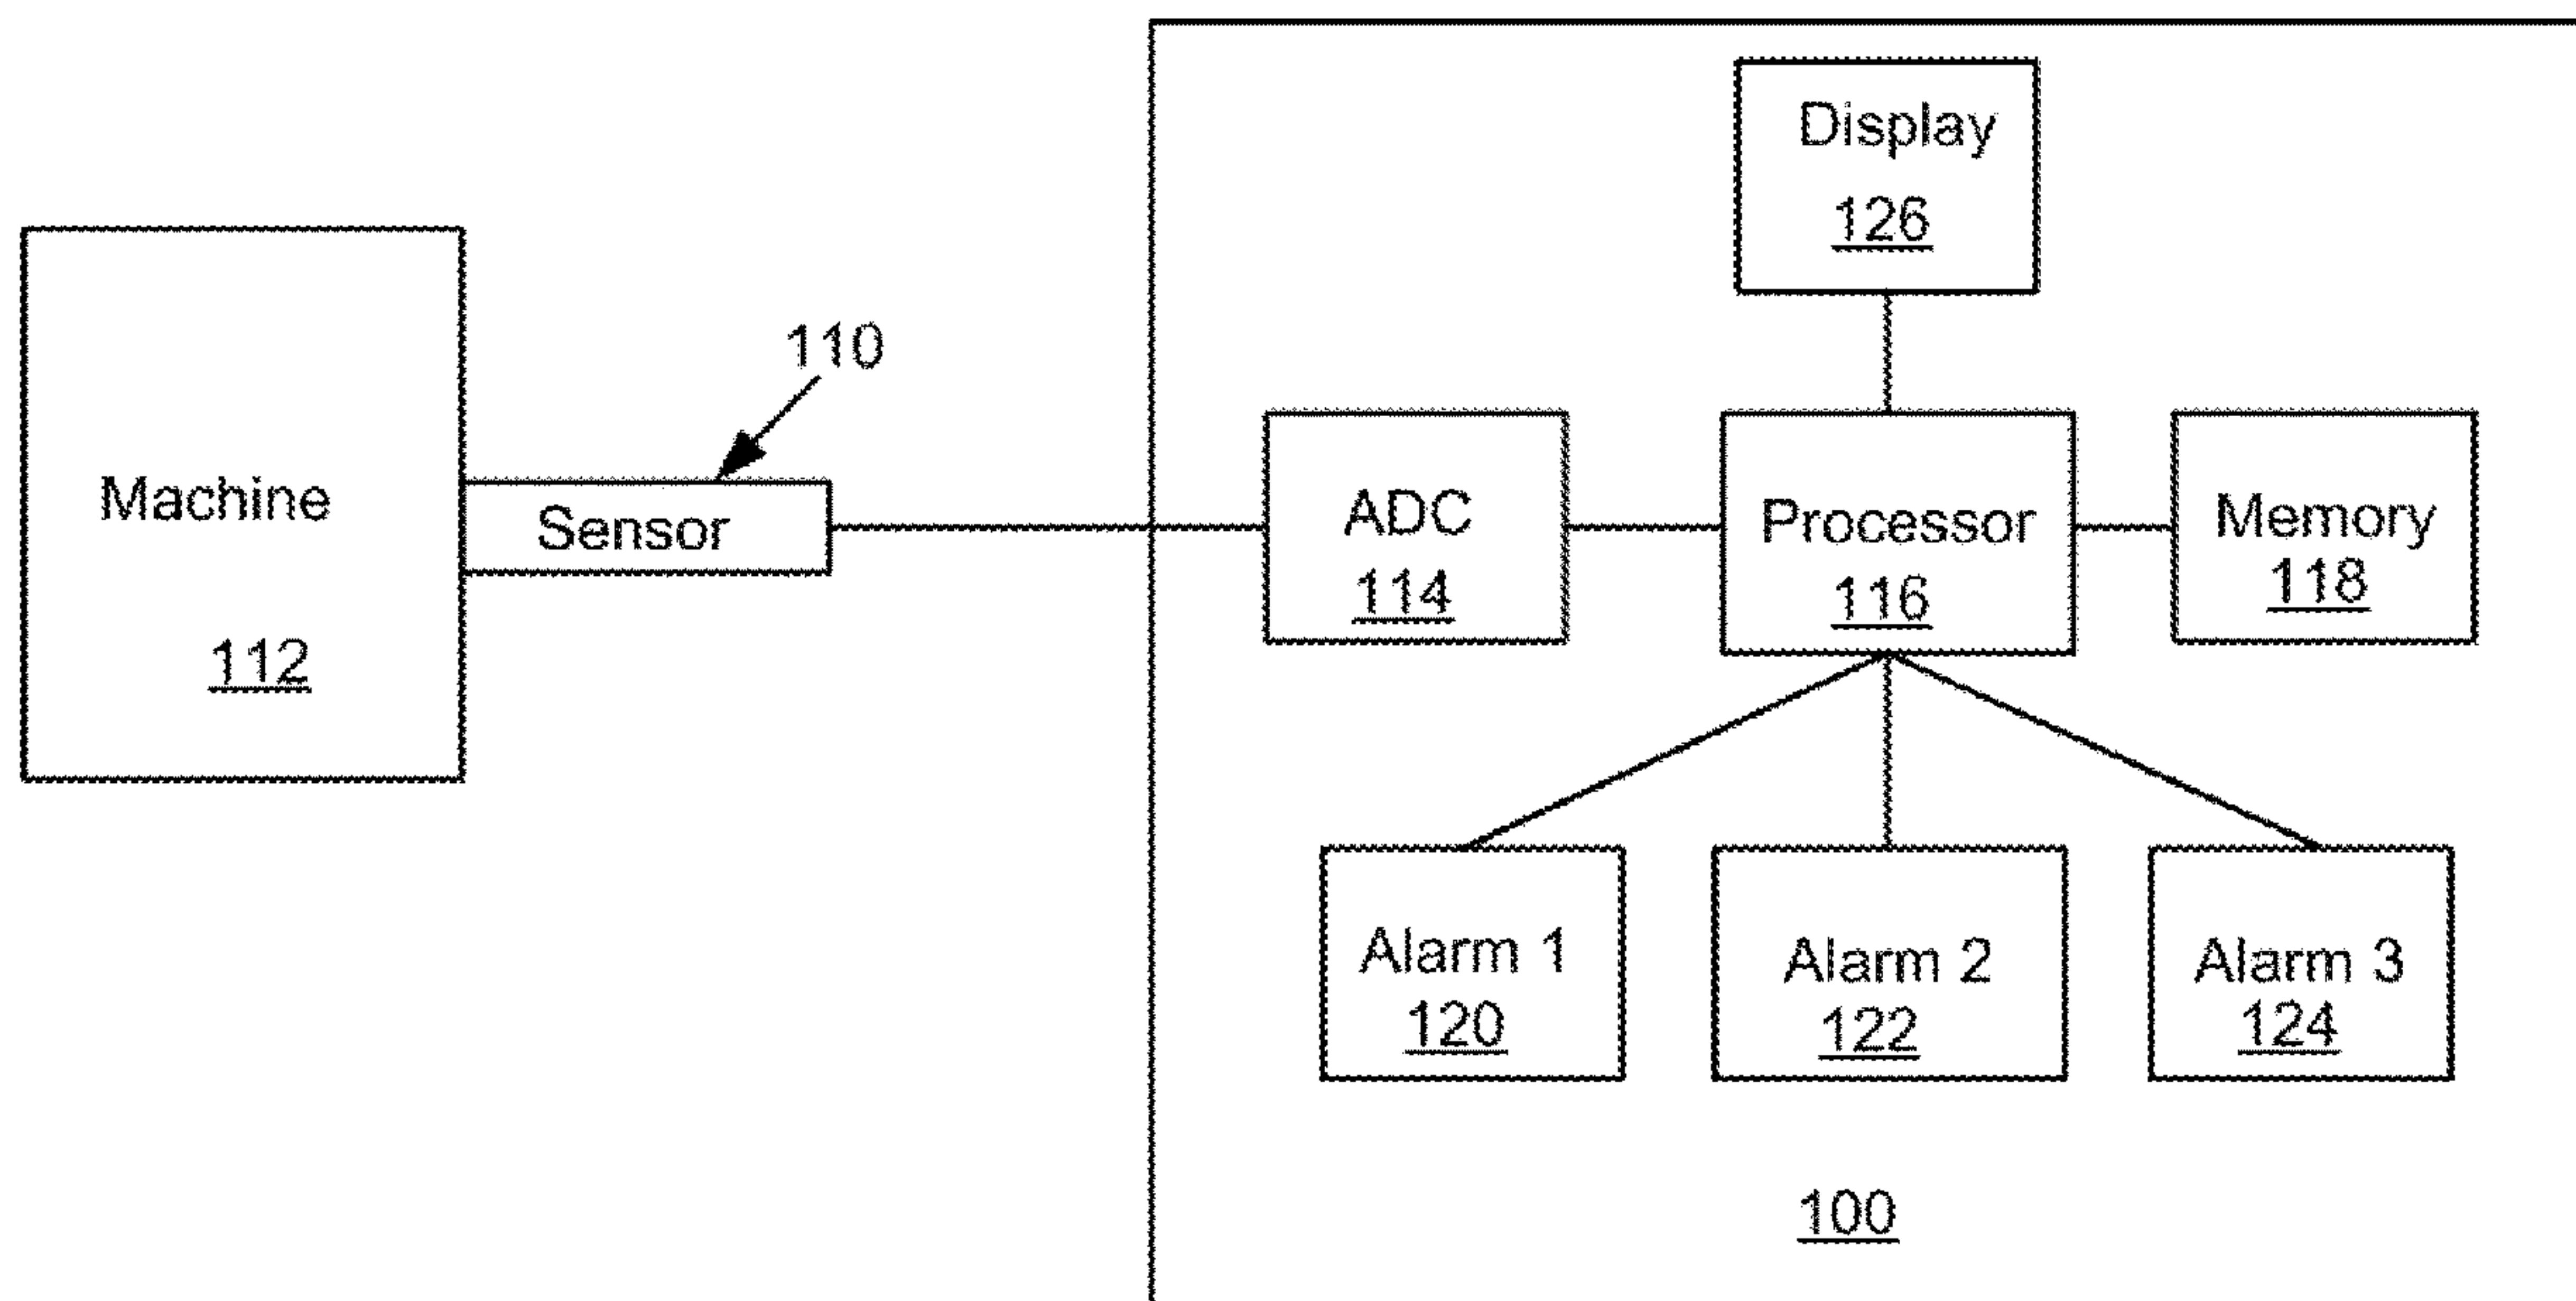 Display
126
110
Machine
112
Sensor
ADC
114
Processor
116
Memory
118
Alarm 1
120
Alarm 2
122
Alarm 3
124
100